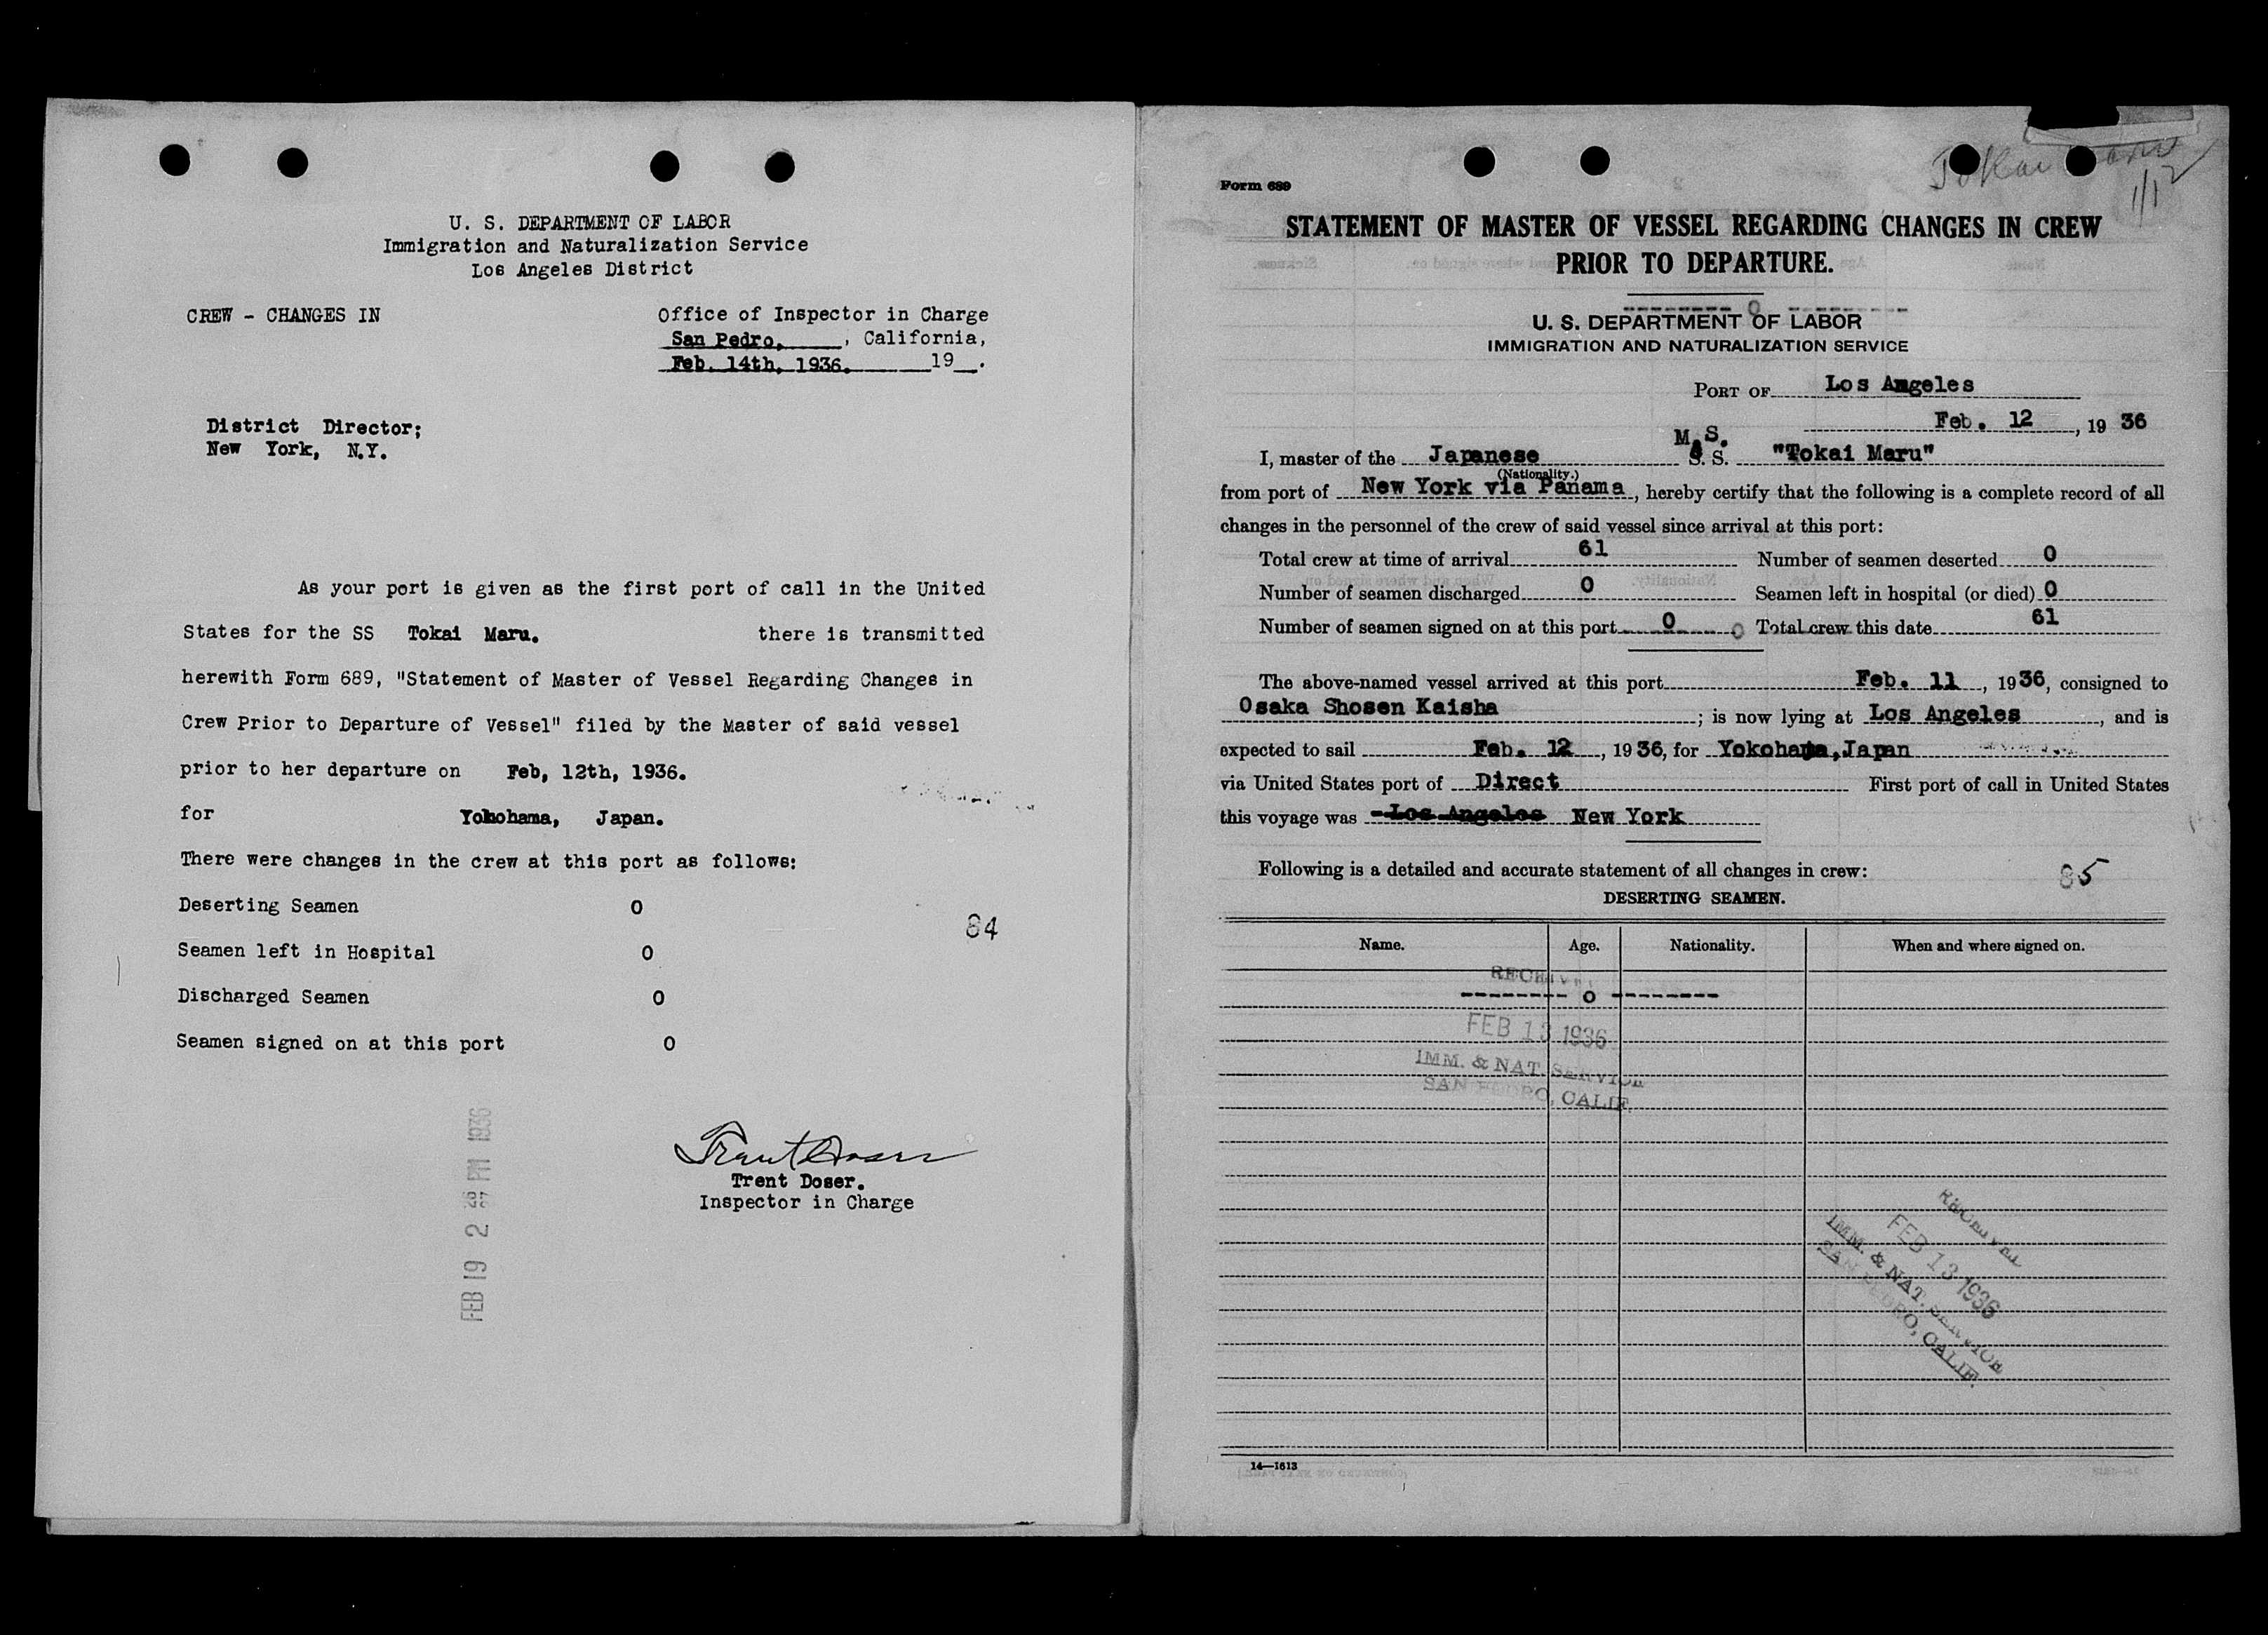 U. S. DEPARTMENT OF LABOR
Immigration and Naturalization Service
Los Angeles District
CREW - CHANGES IN
Office of Inspector in Charge
San Pedro, , California,
Feb. 14th, 1936. 19 .
District Director;
New York, N.Y.
As your port is given as the first port of call in the United
States for the SS Tokai Maru. there is transmitted
herewith Form 689, "Statement of Master of Vessel Regarding Changes in
Crew Prior to Departure of Vessel" filed by the Master of said vessel
prior to her departure on Feb, 12th, 1936.
for Yokohama, Japan.
There were changes in the crew at this port as follows:
Deserting Seamen 0
84
Seamen left in Hospital 0
Discharged Seamen 0
Seamen signed on at this port 0
Trent Doser
Trent Doser.
Inspector in Charge
FEB 19 2 PM 1936
Tokai Maru
1/12
Form 689
STATEMENT OF MASTER OF VESSEL REGARDING CHANGES IN CREW
PRIOR TO DEPARTURE.
-------- 0 --------
U. S. DEPARTMENT OF LABOR
IMMIGRATION AND NATURALIZATION SERVICE
PORT OF Los Angeles
Feb. 12, 1936
I, master of the Japanese M.S. S. S. "Tokai Maru"
(Nationality.)
from port of New York via Panama, hereby certify that the following is a complete record of all
changes in the personnel of the crew of said vessel since arrival at this port:
Total crew at time of arrival 61 Number of seamen deserted 0
Number of seamen discharged 0 Seamen left in hospital (or died) 0
Number of seamen signed on at this port 0 Total crew this date 61
The above-named vessel arrived at this port Feb. 11, 1936, consigned to
Osaka Shosen Kaisha; is now lying at Los Angeles, and is
expected to sail Feb. 12, 1936, for Yokohama, Japan
via United States port of Direct First port of call in United States
this voyage was Los Angeles New York
Following is a detailed and accurate statement of all changes in crew:
85
DESERTING SEAMEN.
Name. Age. Nationality. When and where signed on.
RECEIVED
-------- 0 --------
FEB 13 1936
IMM. & NAT. SERVICE
SAN PEDRO, CALIF.
RECEIVED
FEB 13 1936
IMM. & NAT. SERVICE
SAN PEDRO, CALIF.
14—1613